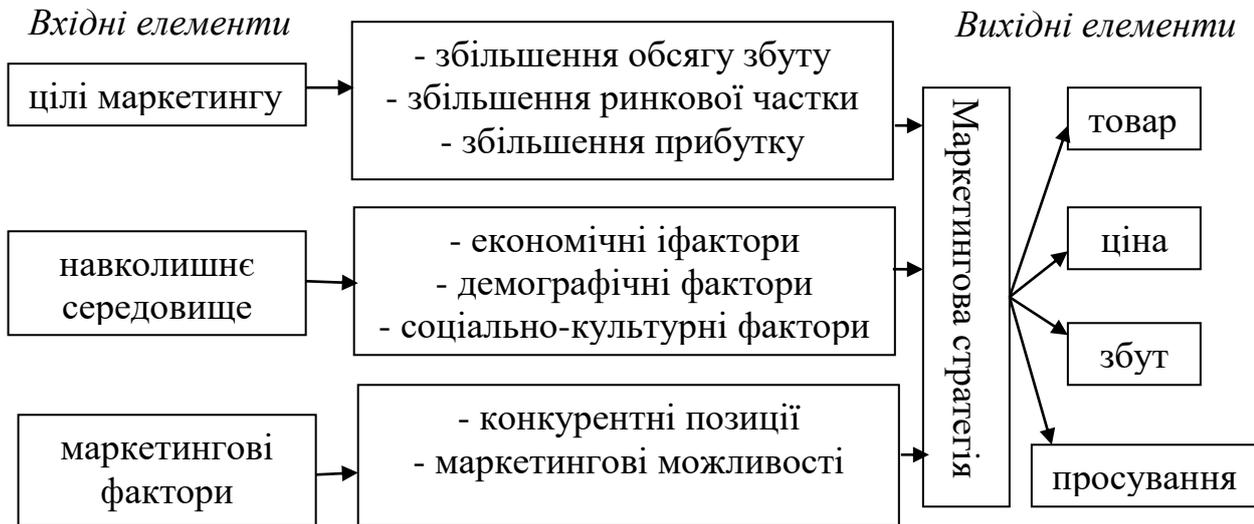 Вхідні елементи
Вихідні елементи
цілі маркетингу
- збільшення обсягу збуту
- збільшення ринкової частки
- збільшення прибутку
навколишнє
середовище
- економічні іфактори
- демографічні фактори
- соціально-культурні фактори
маркетингові
фактори
- конкурентні позиції
- маркетингові можливості
Маркетингова стратегія
товар
ціна
збут
просування